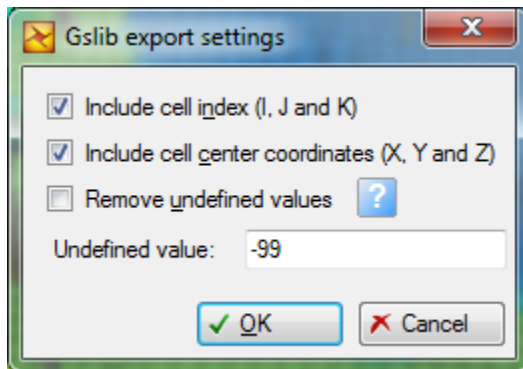 Gslib export settings
Include cell index (I, J and K)
Include cell center coordinates (X, Y and Z)
Remove undefined values ?
Undefined value: -99
OK Cancel